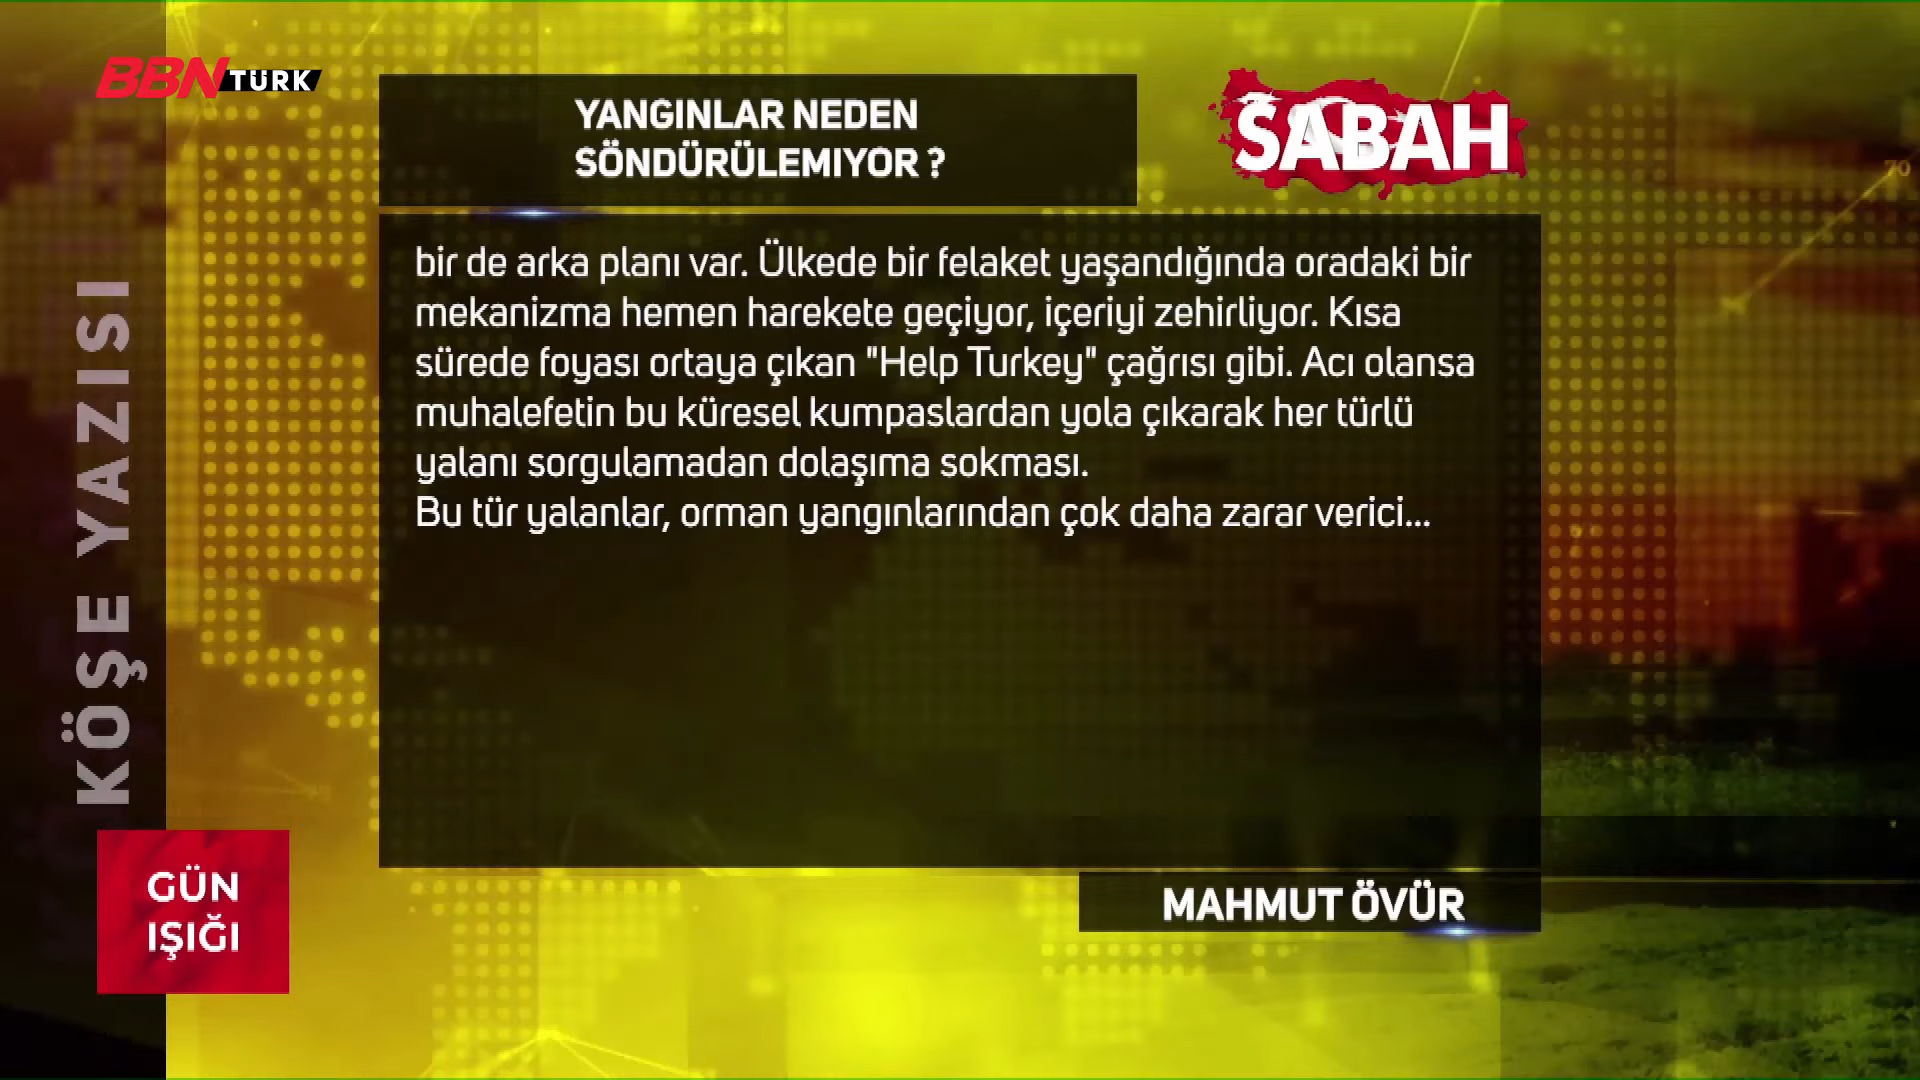 BBN TÜRK
YANGINLAR NEDEN
SÖNDÜRÜLEMIYOR ?
SABAH
bir de arka planı var. Ülkede bir felaket yaşandığında oradaki bir
mekanizma hemen harekete geçiyor, içeriyi zehirliyor. Kısa
sürede foyası ortaya çıkan "Help Turkey" çağrısı gibi. Acı olansa
muhalefetin bu küresel kumpaslardan yola çıkarak her türlü
yalanı sorgulamadan dolaşıma sokması.
Bu tür yalanlar, orman yangınlarından çok daha zarar verici...
KÖŞE YAZISI
GÜN
IŞIĞI
MAHMUT ÖVÜR
70